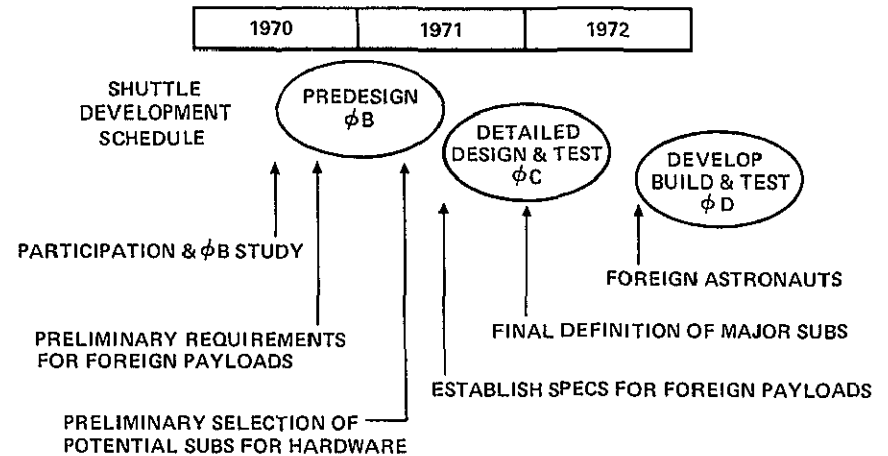 1970 1971 1972
SHUTTLE
DEVELOPMENT
SCHEDULE
PREDESIGN
ϕB
DETAILED
DESIGN & TEST
ϕC
DEVELOP
BUILD & TEST
ϕD
PARTICIPATION & ϕB STUDY
FOREIGN ASTRONAUTS
PRELIMINARY REQUIREMENTS
FOR FOREIGN PAYLOADS
FINAL DEFINITION OF MAJOR SUBS
ESTABLISH SPECS FOR FOREIGN PAYLOADS
PRELIMINARY SELECTION OF
POTENTIAL SUBS FOR HARDWARE